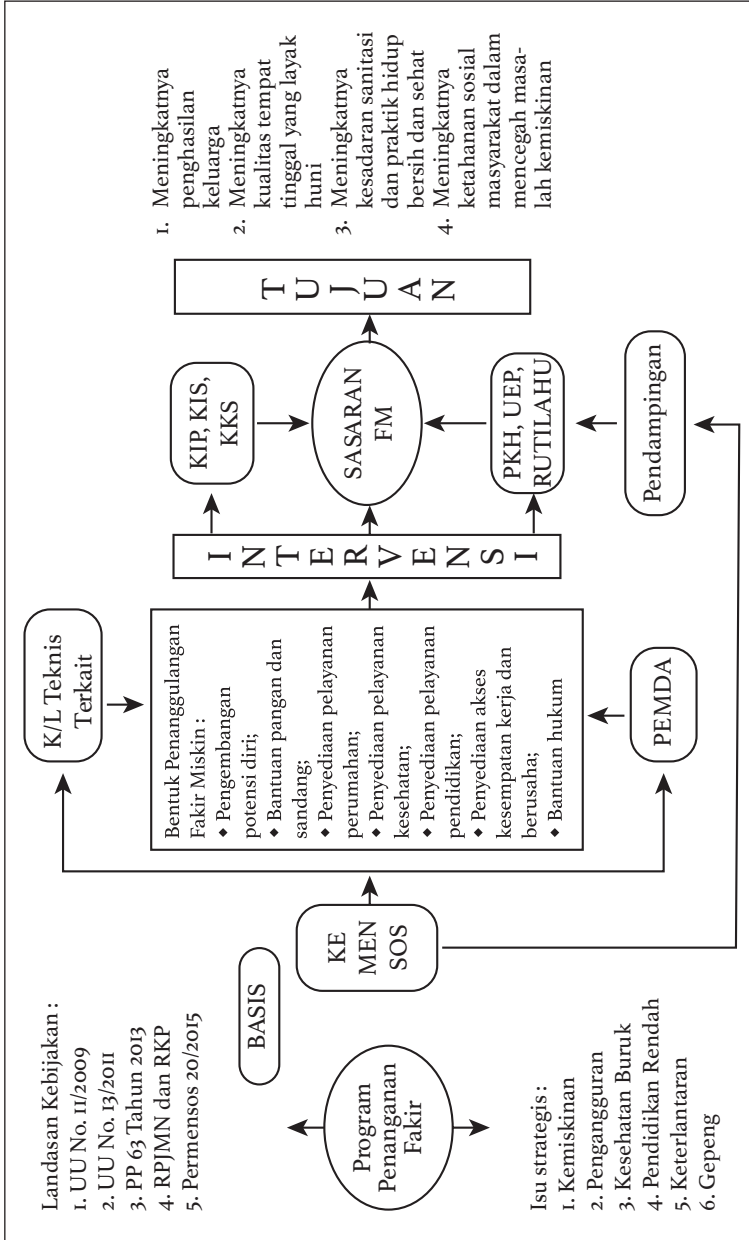 Landasan Kebijakan :
1. UU No. 11/2009
2. UU No. 13/2011
3. PP 63 Tahun 2013
4. RPJMN dan RKP
5. Permensos 20/2015
Program
Penanganan
Fakir
Isu strategis :
1. Kemiskinan
2. Pengangguran
3. Kesehatan Buruk
4. Pendidikan Rendah
5. Keterlantaran
6. Gepeng
BASIS
KE
MEN
SOS
K/L Teknis
Terkait
Bentuk Penanggulangan
Fakir Miskin :
◆ Pengembangan
potensi diri;
◆ Bantuan pangan dan
sandang;
◆ Penyediaan pelayanan
perumahan;
◆ Penyediaan pelayanan
kesehatan;
◆ Penyediaan pelayanan
pendidikan;
◆ Penyediaan akses
kesempatan kerja dan
berusaha;
◆ Bantuan hukum
PEMDA
I
N
T
E
R
V
E
N
S
I
KIP, KIS,
KKS
SASARAN
FM
PKH, UEP,
RUTILAHU
Pendampingan
T
U
J
U
A
N
1. Meningkatnya
penghasilan
keluarga
2. Meningkatnya
kualitas tempat
tinggal yang layak
huni
3. Meningkatnya
kesadaran sanitasi
dan praktik hidup
bersih dan sehat
4. Meningkatnya
ketahanan sosial
masyarakat dalam
mencegah masa-
lah kemiskinan